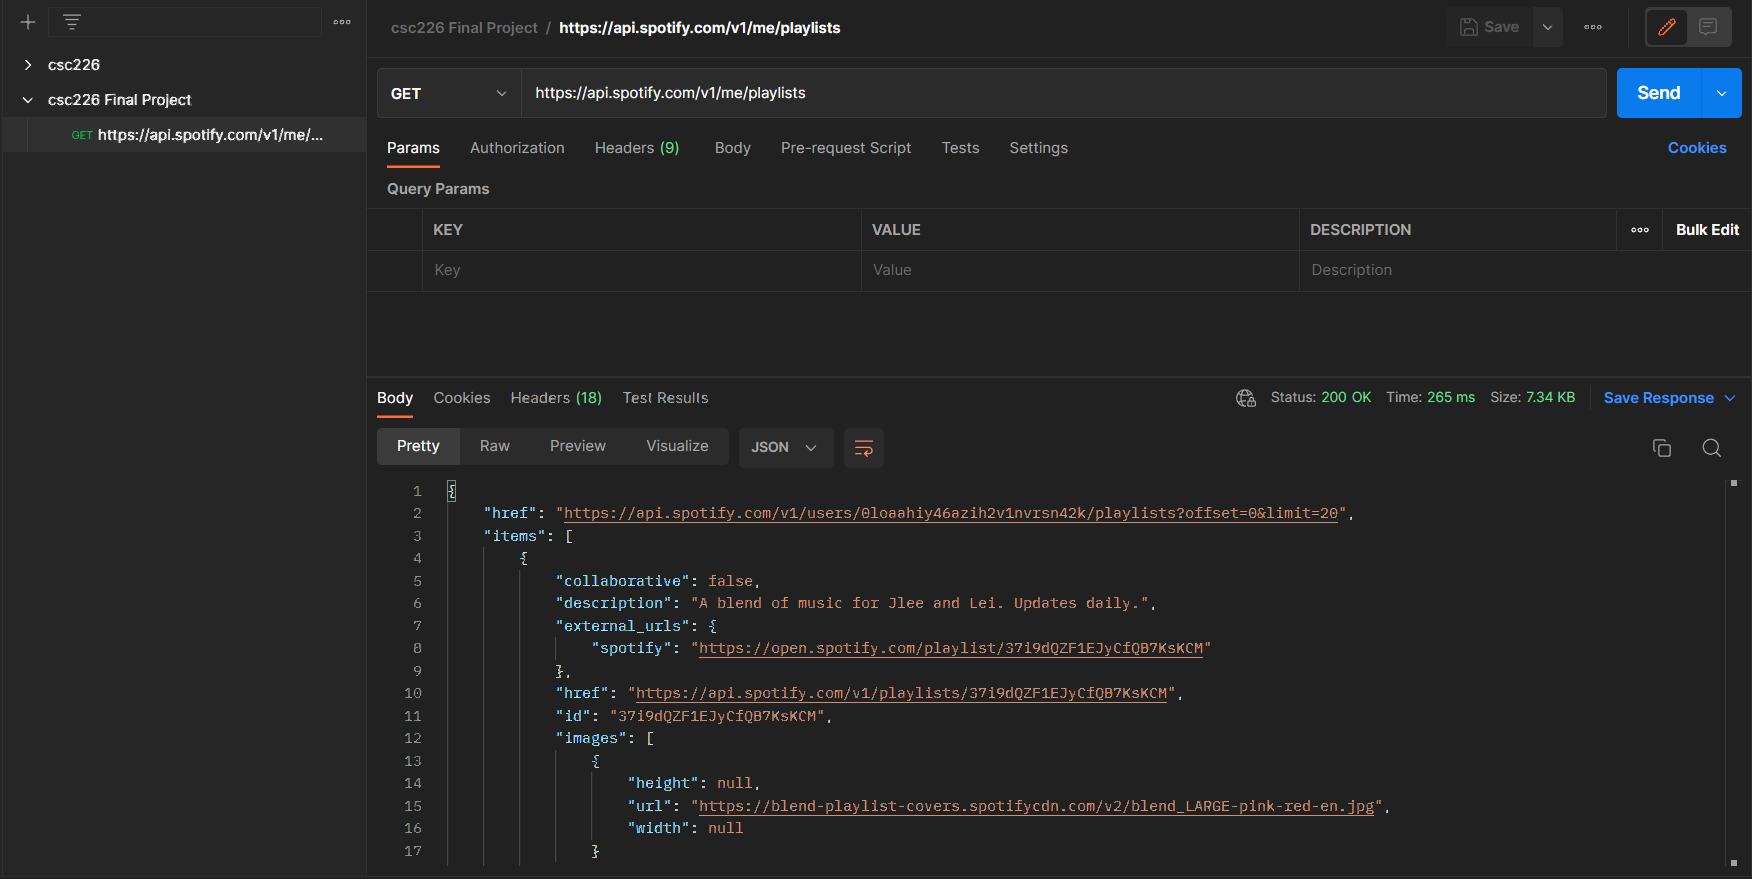 csc226
csc226 Final Project
GET https://api.spotify.com/v1/me/...
csc226 Final Project / https://api.spotify.com/v1/me/playlists
Save
GET
https://api.spotify.com/v1/me/playlists
Send
Params Authorization Headers (9) Body Pre-request Script Tests Settings
Cookies
Query Params
KEY VALUE DESCRIPTION Bulk Edit
Key Value Description
Body Cookies Headers (18) Test Results
Status: 200 OK Time: 265 ms Size: 7.34 KB Save Response
Pretty Raw Preview Visualize JSON
1 {
2 "href": "https://api.spotify.com/v1/users/0loaahiy46azih2v1nvrsn42k/playlists?offset=0&limit=20",
3 "items": [
4 {
5 "collaborative": false,
6 "description": "A blend of music for Jlee and Lei. Updates daily.",
7 "external_urls": {
8 "spotify": "https://open.spotify.com/playlist/37i9dQZF1EJyCfQB7KsKCM"
9 },
10 "href": "https://api.spotify.com/v1/playlists/37i9dQZF1EJyCfQB7KsKCM",
11 "id": "37i9dQZF1EJyCfQB7KsKCM",
12 "images": [
13 {
14 "height": null,
15 "url": "https://blend-playlist-covers.spotifycdn.com/v2/blend_LARGE-pink-red-en.jpg",
16 "width": null
17 }